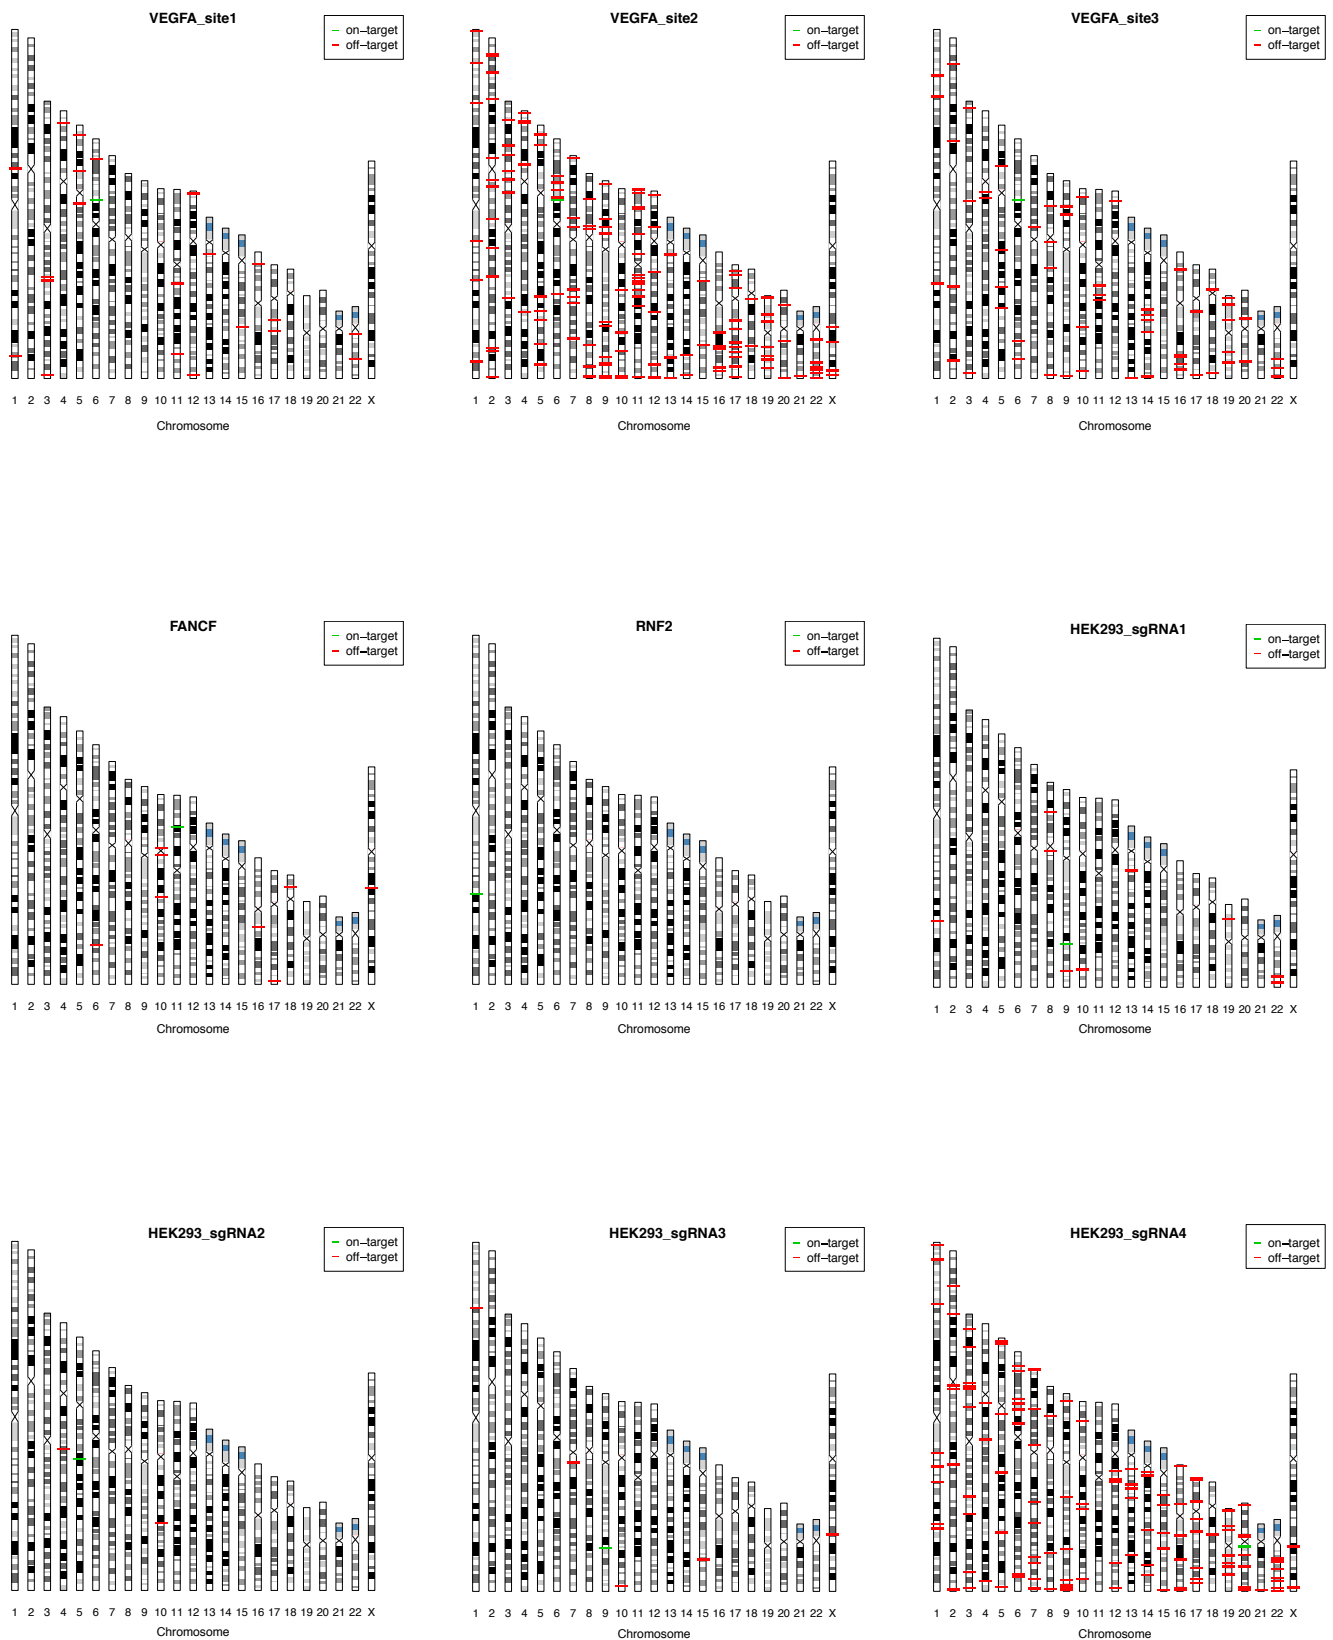 VEGFA_site1
on-target
off-target
1 2 3 4 5 6 7 8 9 10 11 12 13 14 15 16 17 18 19 20 21 22 X
Chromosome
VEGFA_site2
on-target
off-target
1 2 3 4 5 6 7 8 9 10 11 12 13 14 15 16 17 18 19 20 21 22 X
Chromosome
VEGFA_site3
on-target
off-target
1 2 3 4 5 6 7 8 9 10 11 12 13 14 15 16 17 18 19 20 21 22 X
Chromosome
FANCF
on-target
off-target
1 2 3 4 5 6 7 8 9 10 11 12 13 14 15 16 17 18 19 20 21 22 X
Chromosome
RNF2
on-target
off-target
1 2 3 4 5 6 7 8 9 10 11 12 13 14 15 16 17 18 19 20 21 22 X
Chromosome
HEK293_sgRNA1
on-target
off-target
1 2 3 4 5 6 7 8 9 10 11 12 13 14 15 16 17 18 19 20 21 22 X
Chromosome
HEK293_sgRNA2
on-target
off-target
1 2 3 4 5 6 7 8 9 10 11 12 13 14 15 16 17 18 19 20 21 22 X
Chromosome
HEK293_sgRNA3
on-target
off-target
1 2 3 4 5 6 7 8 9 10 11 12 13 14 15 16 17 18 19 20 21 22 X
Chromosome
HEK293_sgRNA4
on-target
off-target
1 2 3 4 5 6 7 8 9 10 11 12 13 14 15 16 17 18 19 20 21 22 X
Chromosome